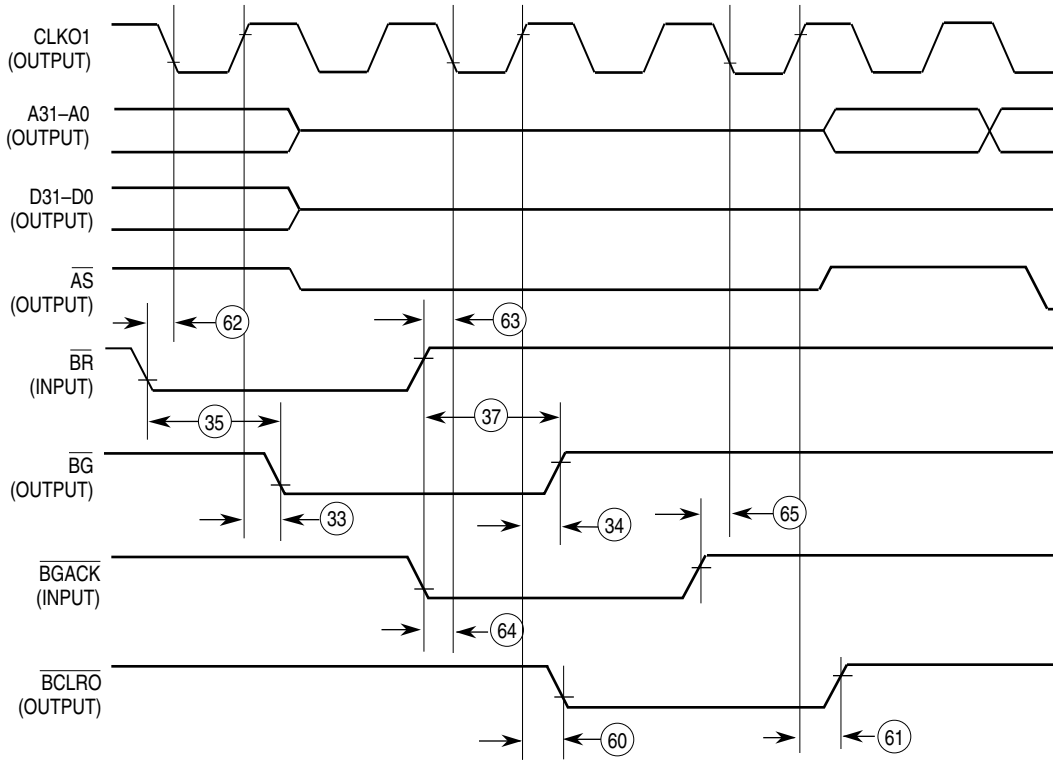 CLKO1
(OUTPUT)
A31–A0
(OUTPUT)
D31–D0
(OUTPUT)
AS
(OUTPUT)
62
63
BR
(INPUT)
35
37
BG
(OUTPUT)
33
34
65
BGACK
(INPUT)
64
BCLRO
(OUTPUT)
60
61